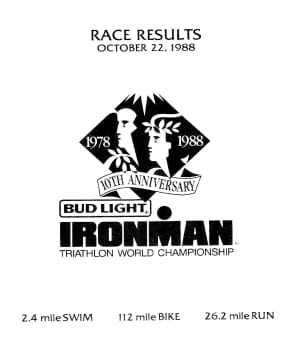 RACE RESULTS
OCTOBER 22, 1988
1978 1988
10TH ANNIVERSARY
BUD LIGHT.
IRONMAN™
TRIATHLON WORLD CHAMPIONSHIP
2.4 mile SWIM 112 mile BIKE 26.2 mile RUN